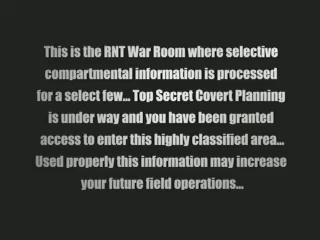 This is the RNT War Room where selective
compartmental information is processed
for a select few... Top Secret Covert Planning
is under way and you have been granted
access to enter this highly classified area...
Used properly this information may increase
your future field operations...